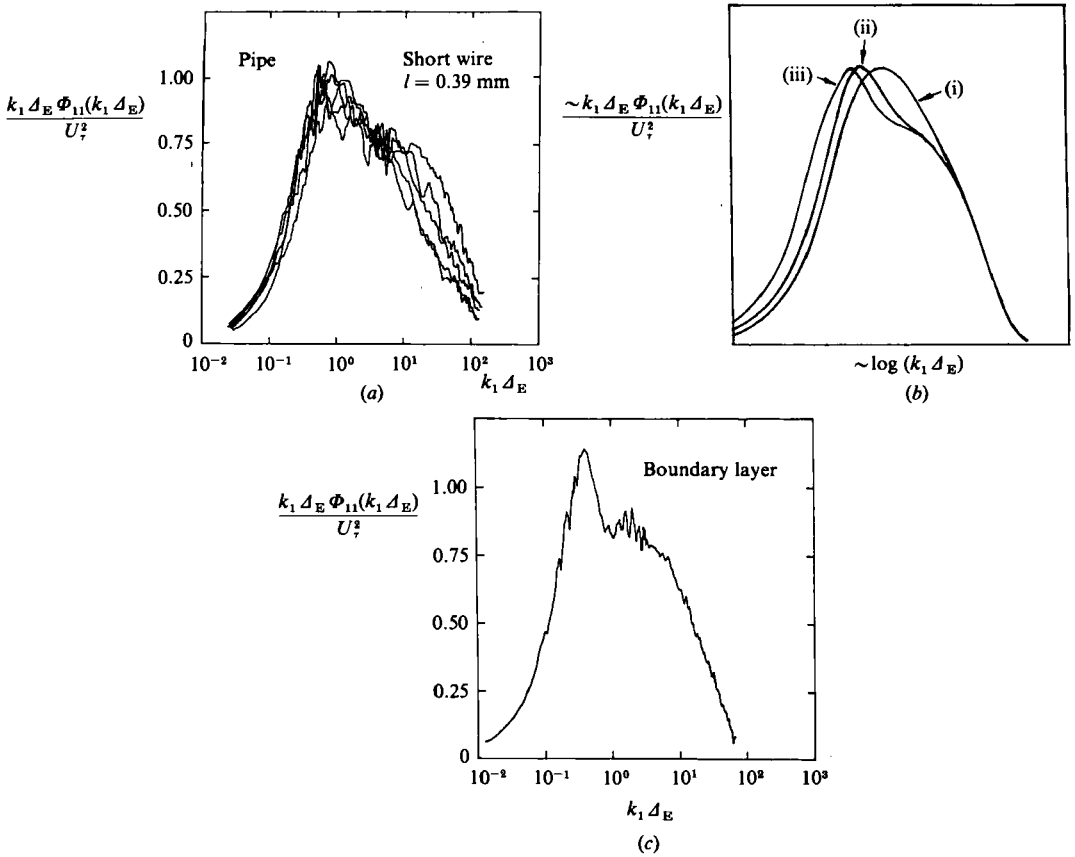 Pipe
Short wire
l = 0.39 mm
k₁ Δ_E Φ₁₁(k₁ Δ_E)
U_τ²
1.00
0.75
0.50
0.25
0
10⁻² 10⁻¹ 10⁰ 10¹ 10² 10³
k₁ Δ_E
(a)
(ii)
(iii)
(i)
~k₁ Δ_E Φ₁₁(k₁ Δ_E)
U_τ²
~log (k₁ Δ_E)
(b)
Boundary layer
k₁ Δ_E Φ₁₁(k₁ Δ_E)
U_τ²
1.00
0.75
0.50
0.25
0
10⁻² 10⁻¹ 10⁰ 10¹ 10² 10³
k₁ Δ_E
(c)